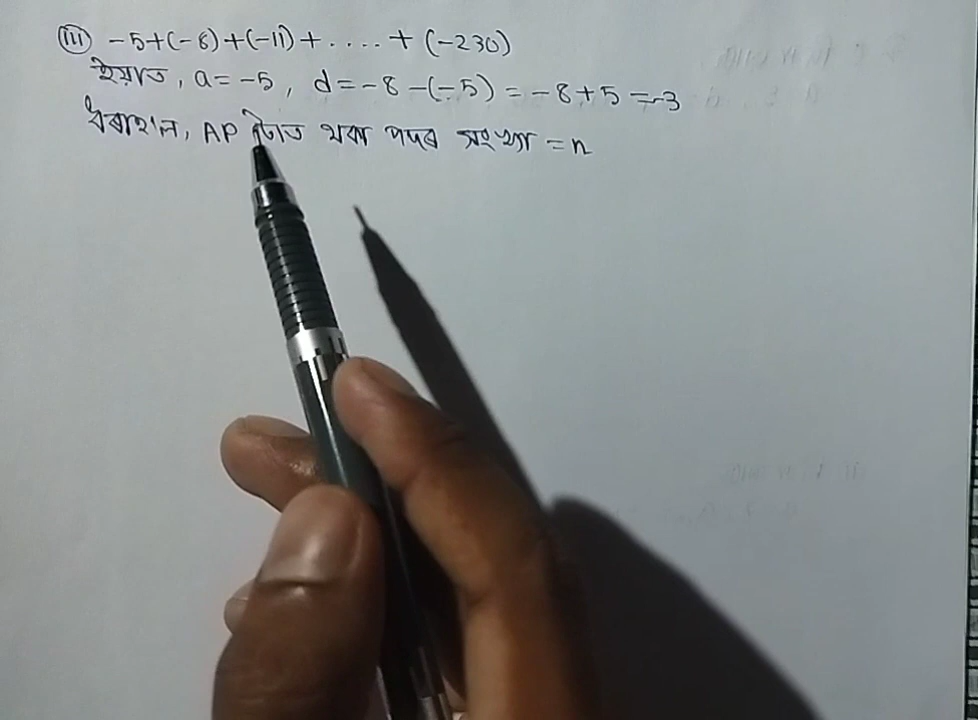 (iii) -5+(-8)+(-11)+.....+(-230)
ইয়াত, a=-5, d=-8-(-5)=-8+5=-3
ধৰাহ'ল, AP টোত থকা পদৰ সংখ্যা =n